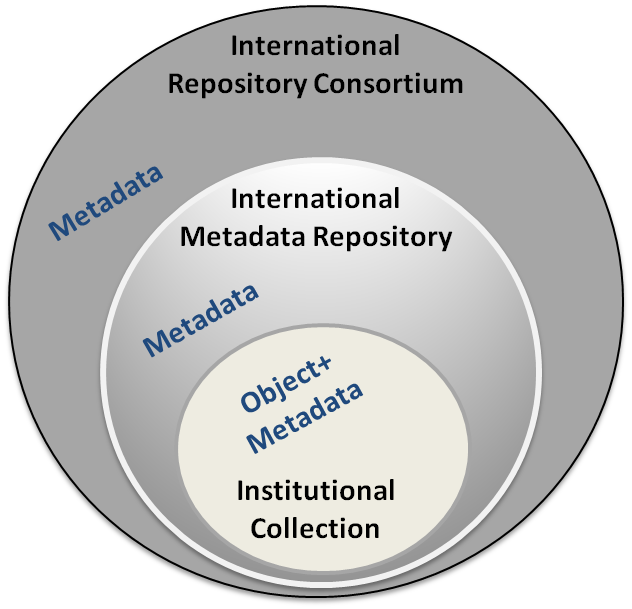 International
Repository Consortium
Metadata
International
Metadata Repository
Metadata
Object+
Metadata
Institutional
Collection